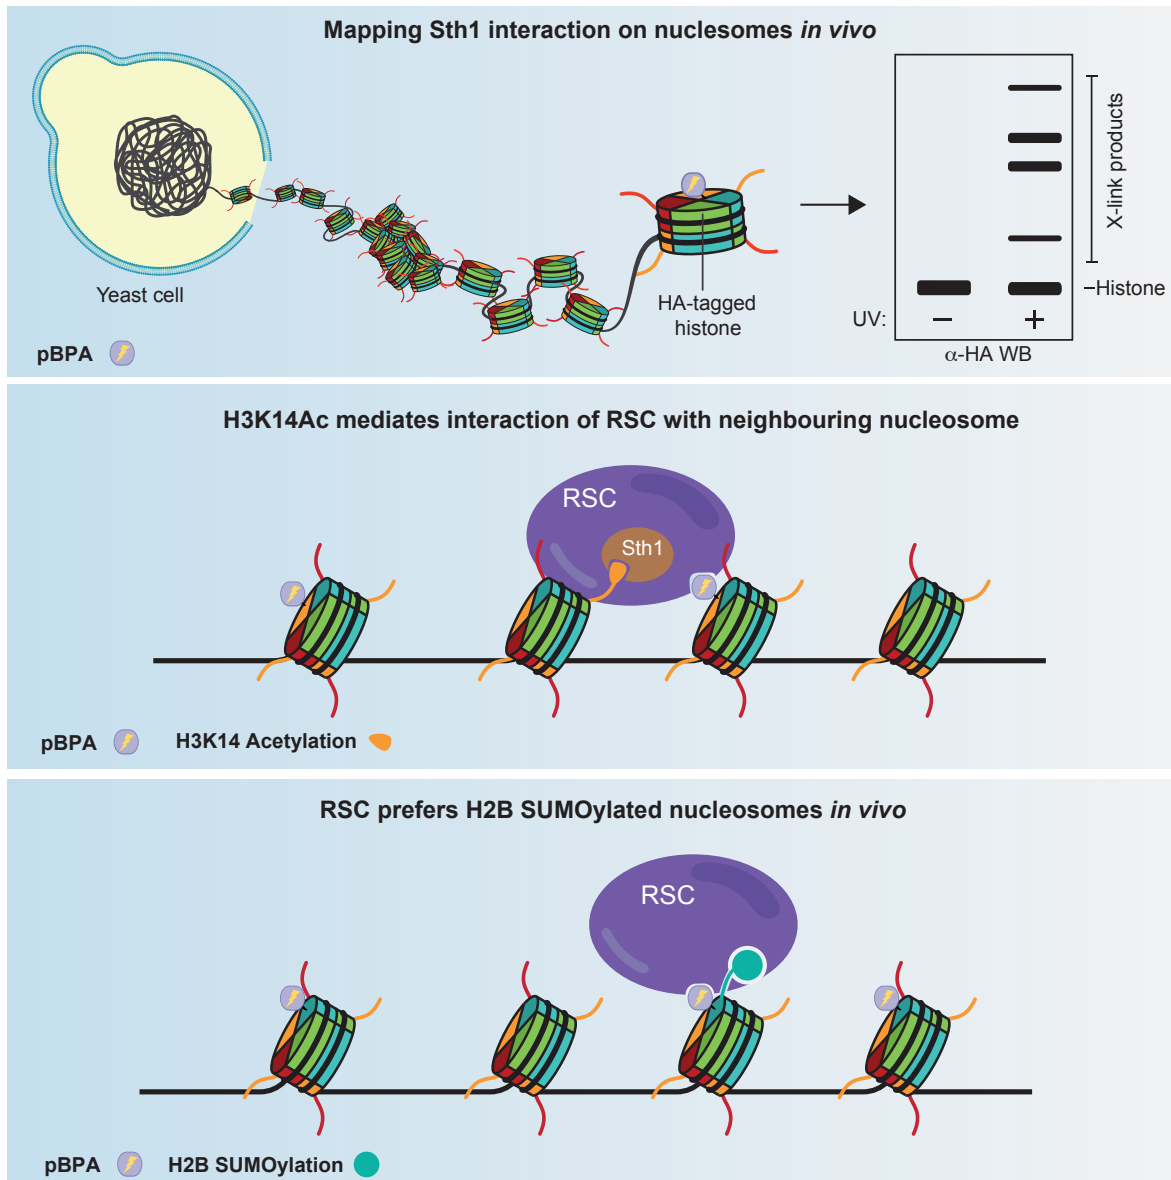 Mapping Sth1 interaction on nuclesomes in vivo
Yeast cell
HA-tagged
histone
pBPA
X-link products
–Histone
UV: – +
α-HA WB
H3K14Ac mediates interaction of RSC with neighbouring nucleosome
RSC
Sth1
pBPA
H3K14 Acetylation
RSC prefers H2B SUMOylated nucleosomes in vivo
RSC
pBPA
H2B SUMOylation